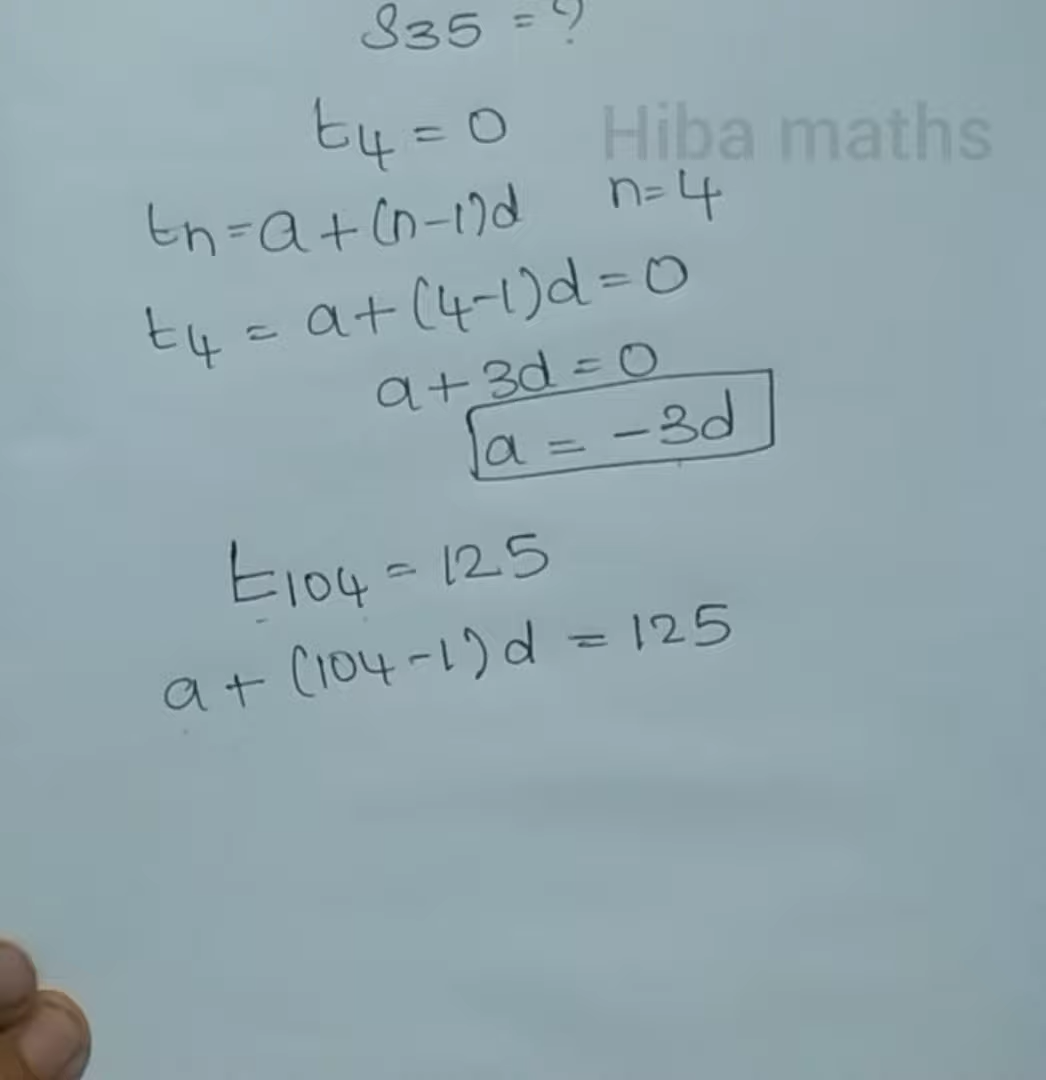 S35 = ?
t4 = 0
Hiba maths
tn = a + (n-1)d n=4
t4 = a + (4-1)d = 0
a + 3d = 0
a = -3d
t104 = 125
a + (104-1)d = 125